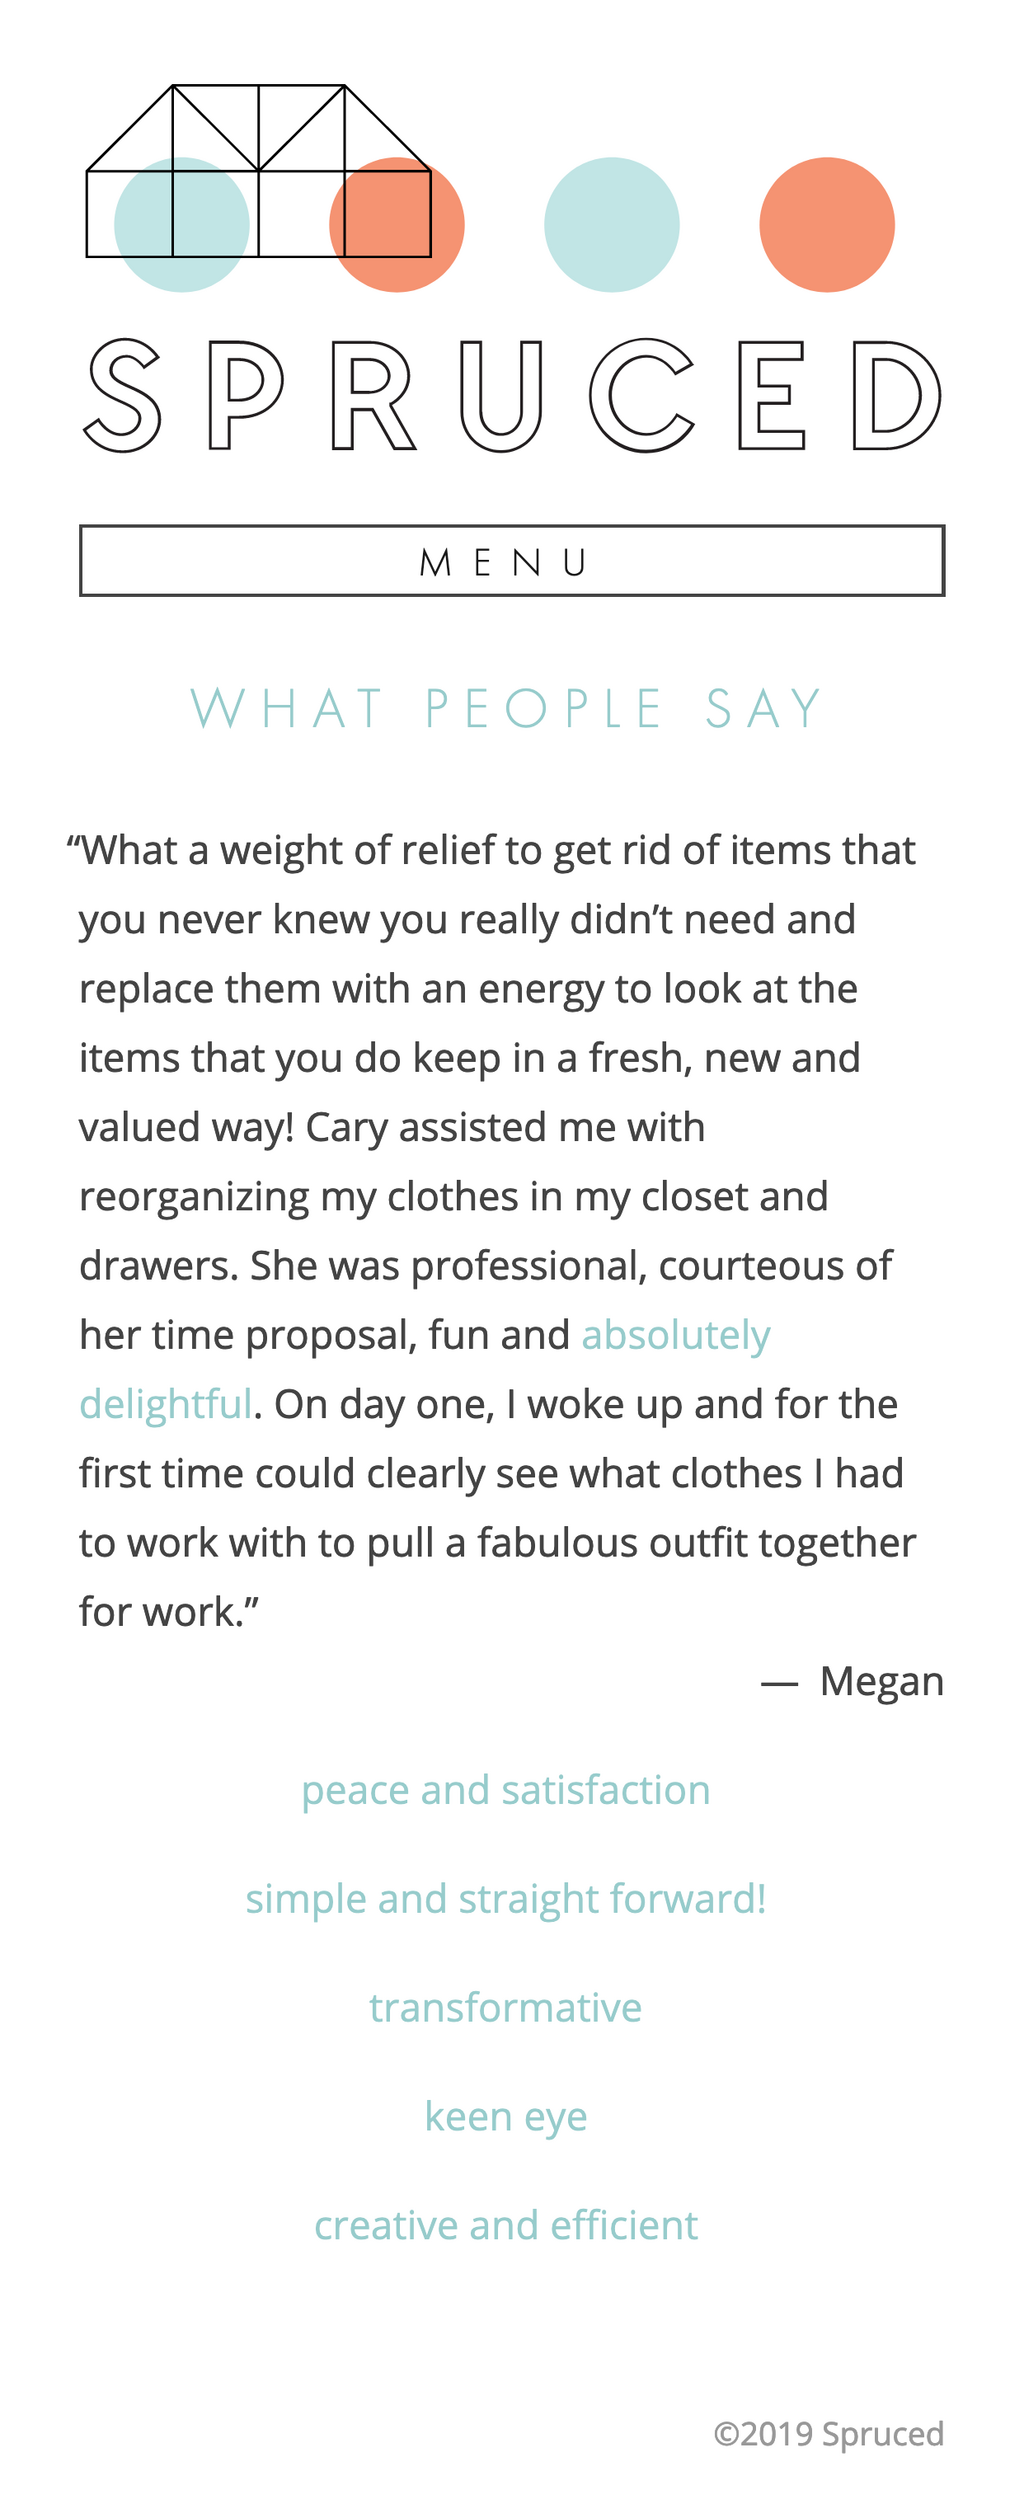 SPRUCED
MENU
WHAT PEOPLE SAY
“What a weight of relief to get rid of items that
you never knew you really didn’t need and
replace them with an energy to look at the
items that you do keep in a fresh, new and
valued way! Cary assisted me with
reorganizing my clothes in my closet and
drawers. She was professional, courteous of
her time proposal, fun and absolutely
delightful. On day one, I woke up and for the
first time could clearly see what clothes I had
to work with to pull a fabulous outfit together
for work.”
— Megan
peace and satisfaction
simple and straight forward!
transformative
keen eye
creative and efficient
©2019 Spruced